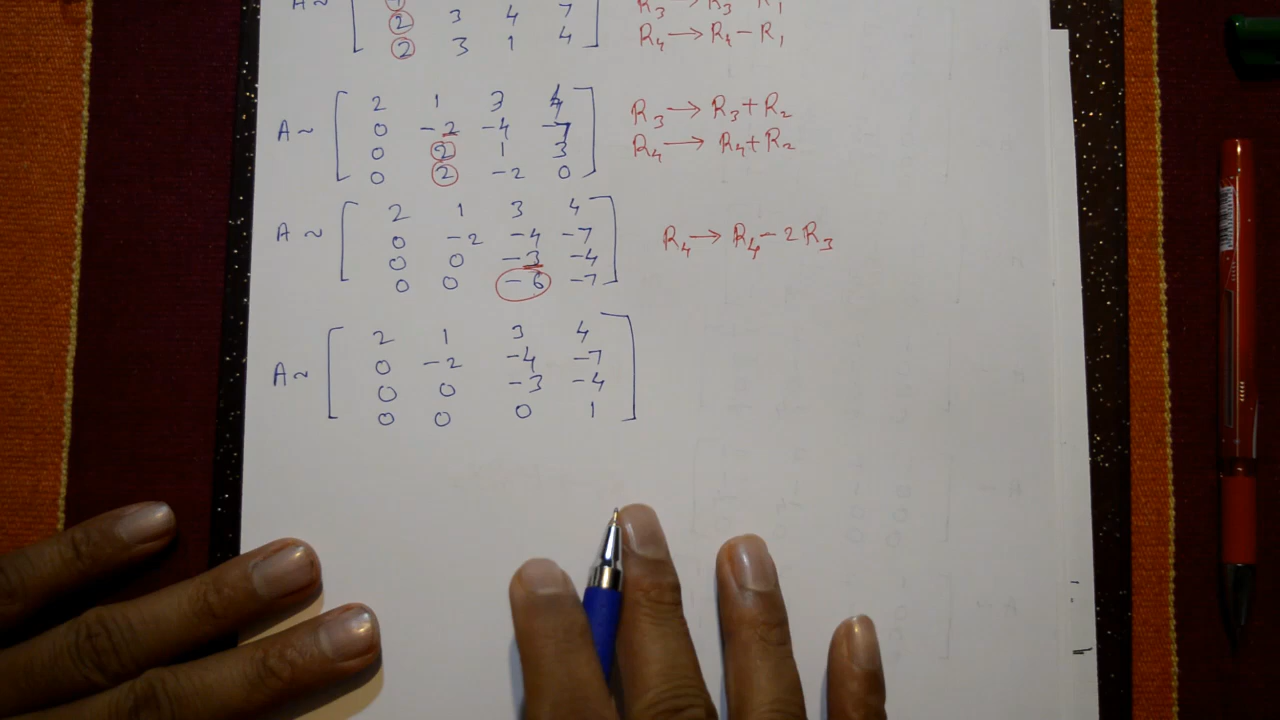 A ~
2 3 4 7 R3 → R3 - R1
2 3 1 4 R4 → R4 - R1
2 1 3 4
A ~ 0 -2 -4 -7 R3 → R3 + R2
0 2 1 3 R4 → R4 + R2
0 2 -2 0
2 1 3 4
A ~ 0 -2 -4 -7 R4 → R4 - 2R3
0 0 -3 -4
0 0 -6 -7
2 1 3 4
0 -2 -4 -7
A ~ 0 0 -3 -4
0 0 0 1